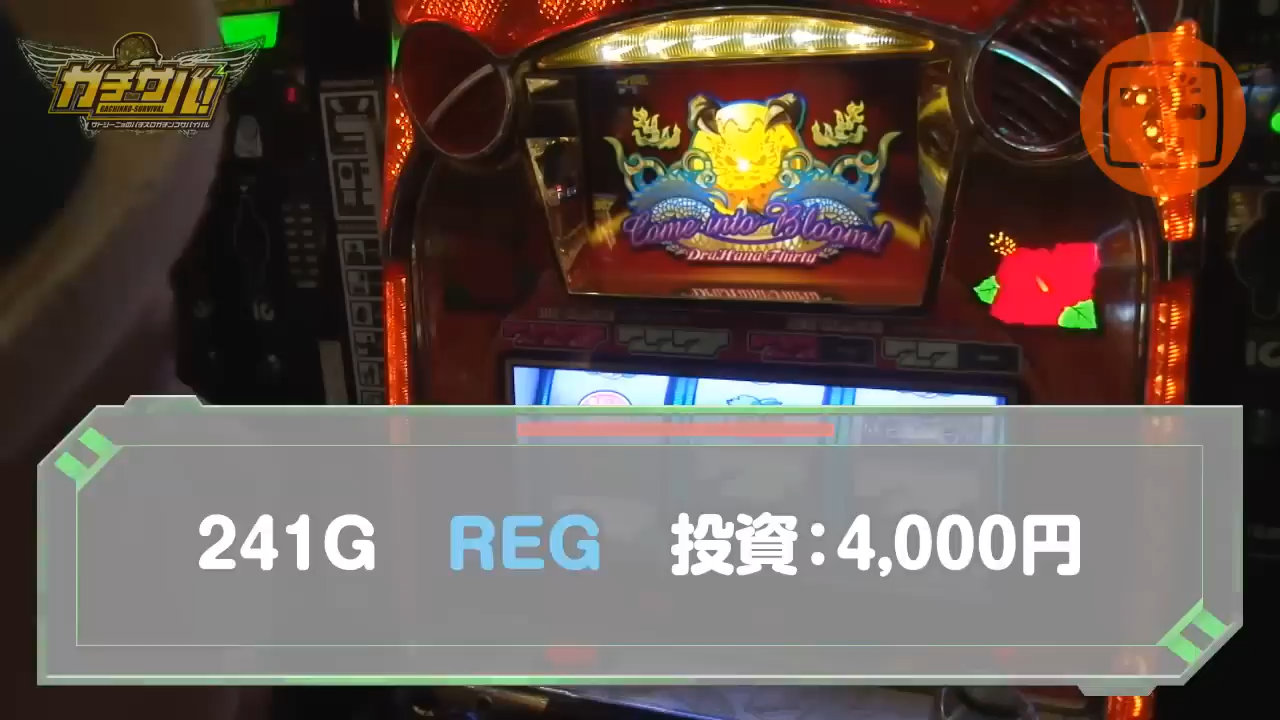 ガチサバ!
GACHINKO-SURVIVAL
Come into Bloom!
DraHana Flurty
241G REG 投資：4,000円